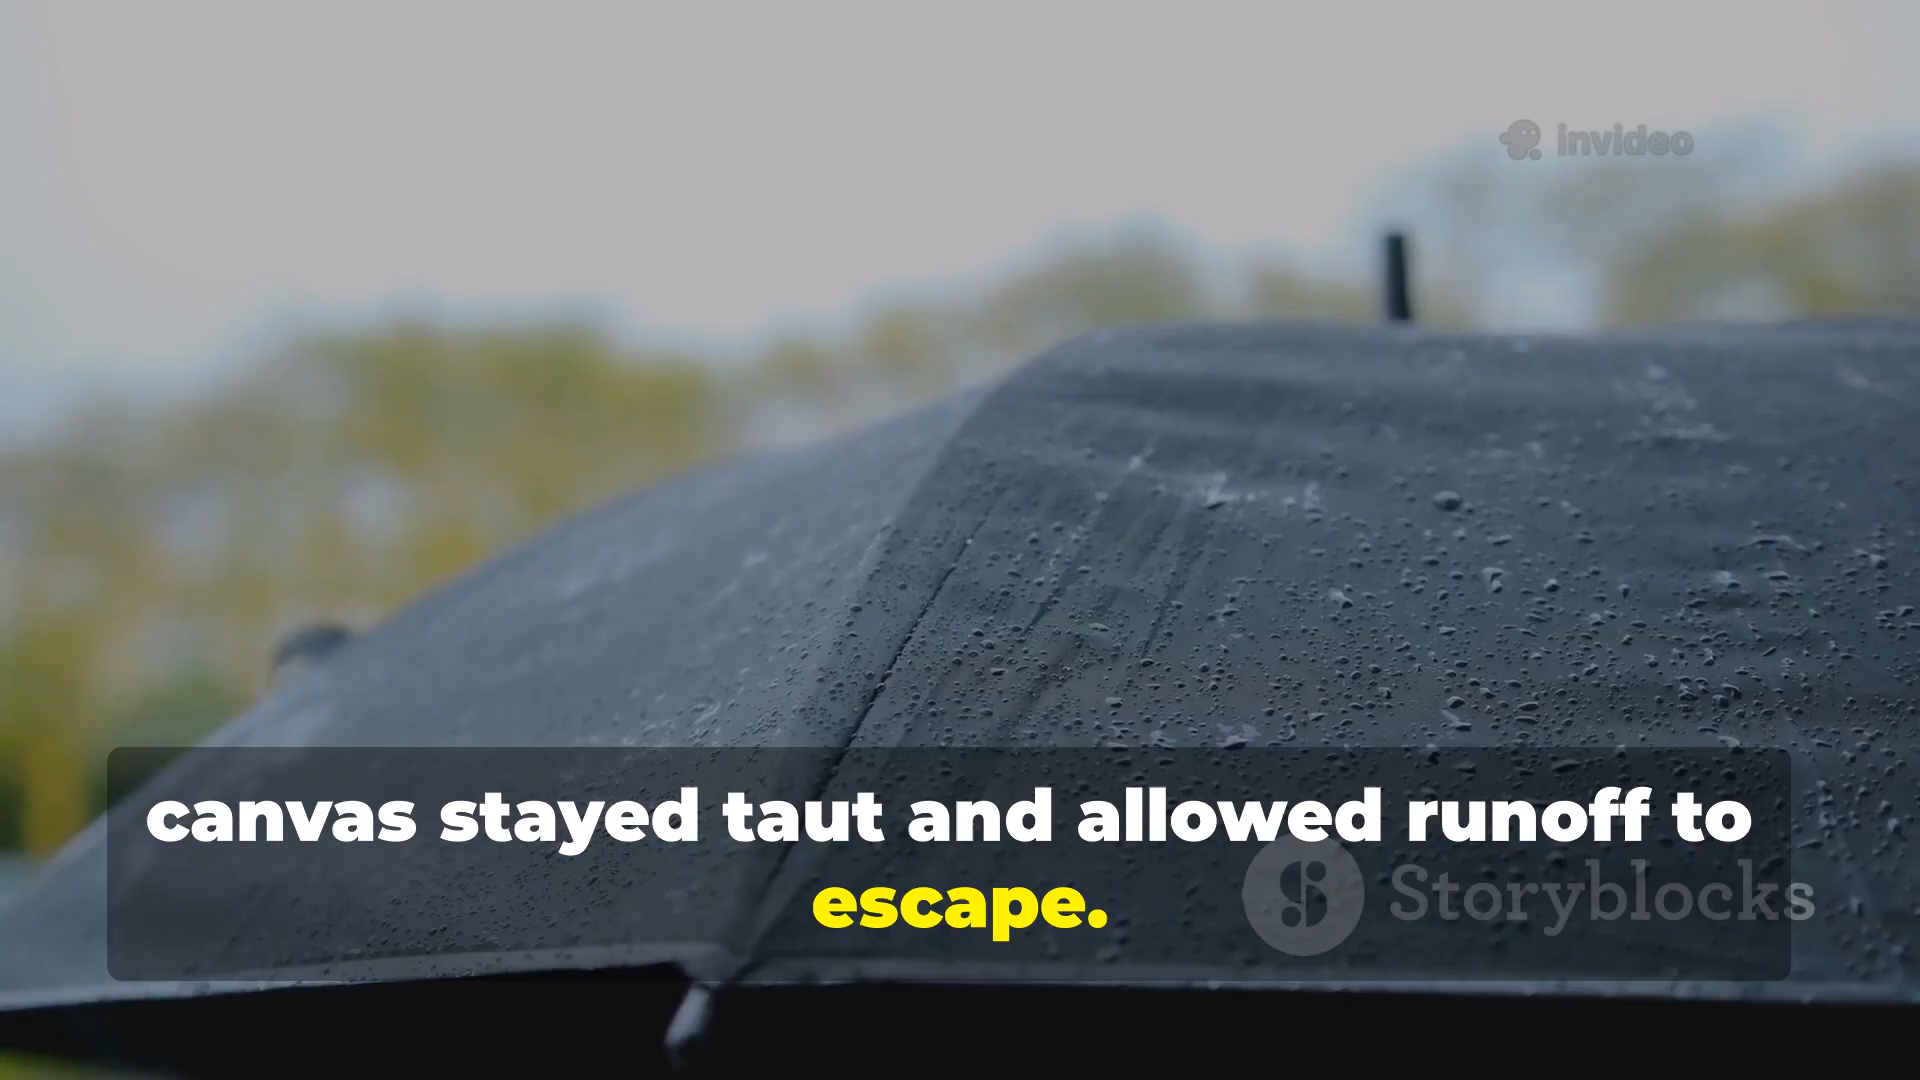 invideo
canvas stayed taut and allowed runoff to
escape.
Storyblocks